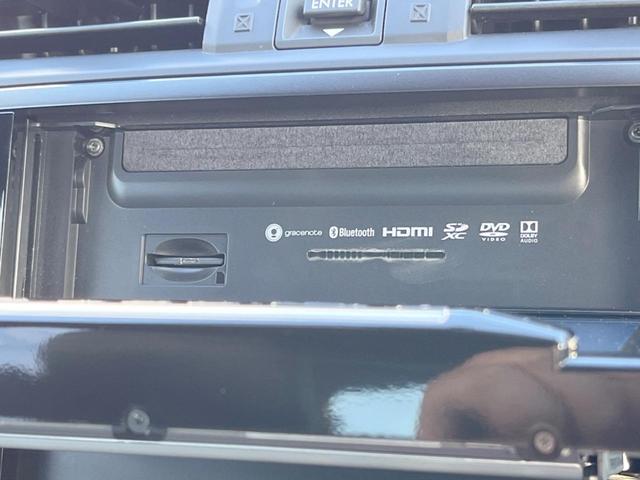 ENTER
gracenote Bluetooth HDMI SD XC DVD VIDEO DOLBY AUDIO